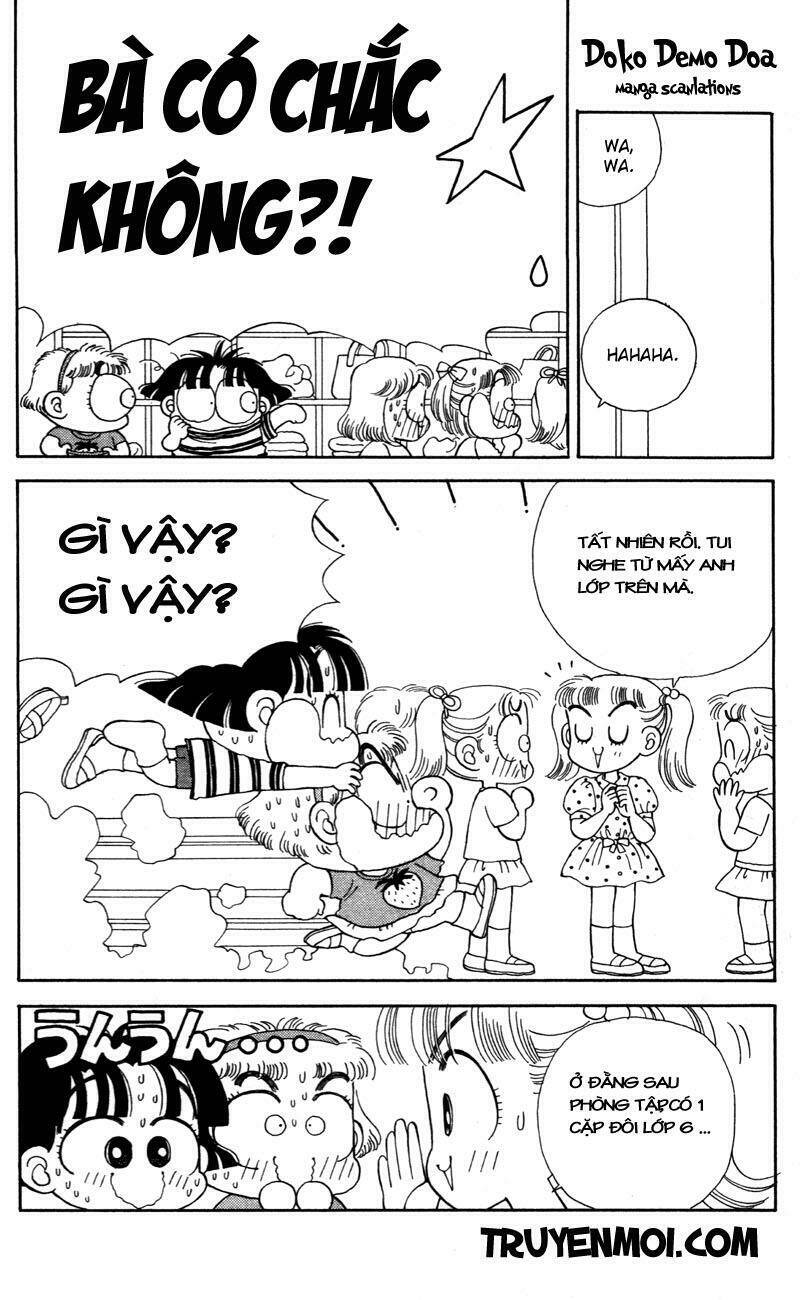 BÀ CÓ CHẮC
KHÔNG?!
DOKO DEMO DOA
MANGA SCANLATIONS
WA,
WA.
HAHAHA.
GÌ VẬY?
GÌ VẬY?
TẤT NHIÊN RỒI. TUI
NGHE TỪ MẤY ANH
LỚP TRÊN MÀ.
うんうん...
Ở ĐẰNG SAU
PHÒNG TẬP,CÓ 1
CẶP ĐÔI LỚP 6 ...
TRUYENMOI.COM